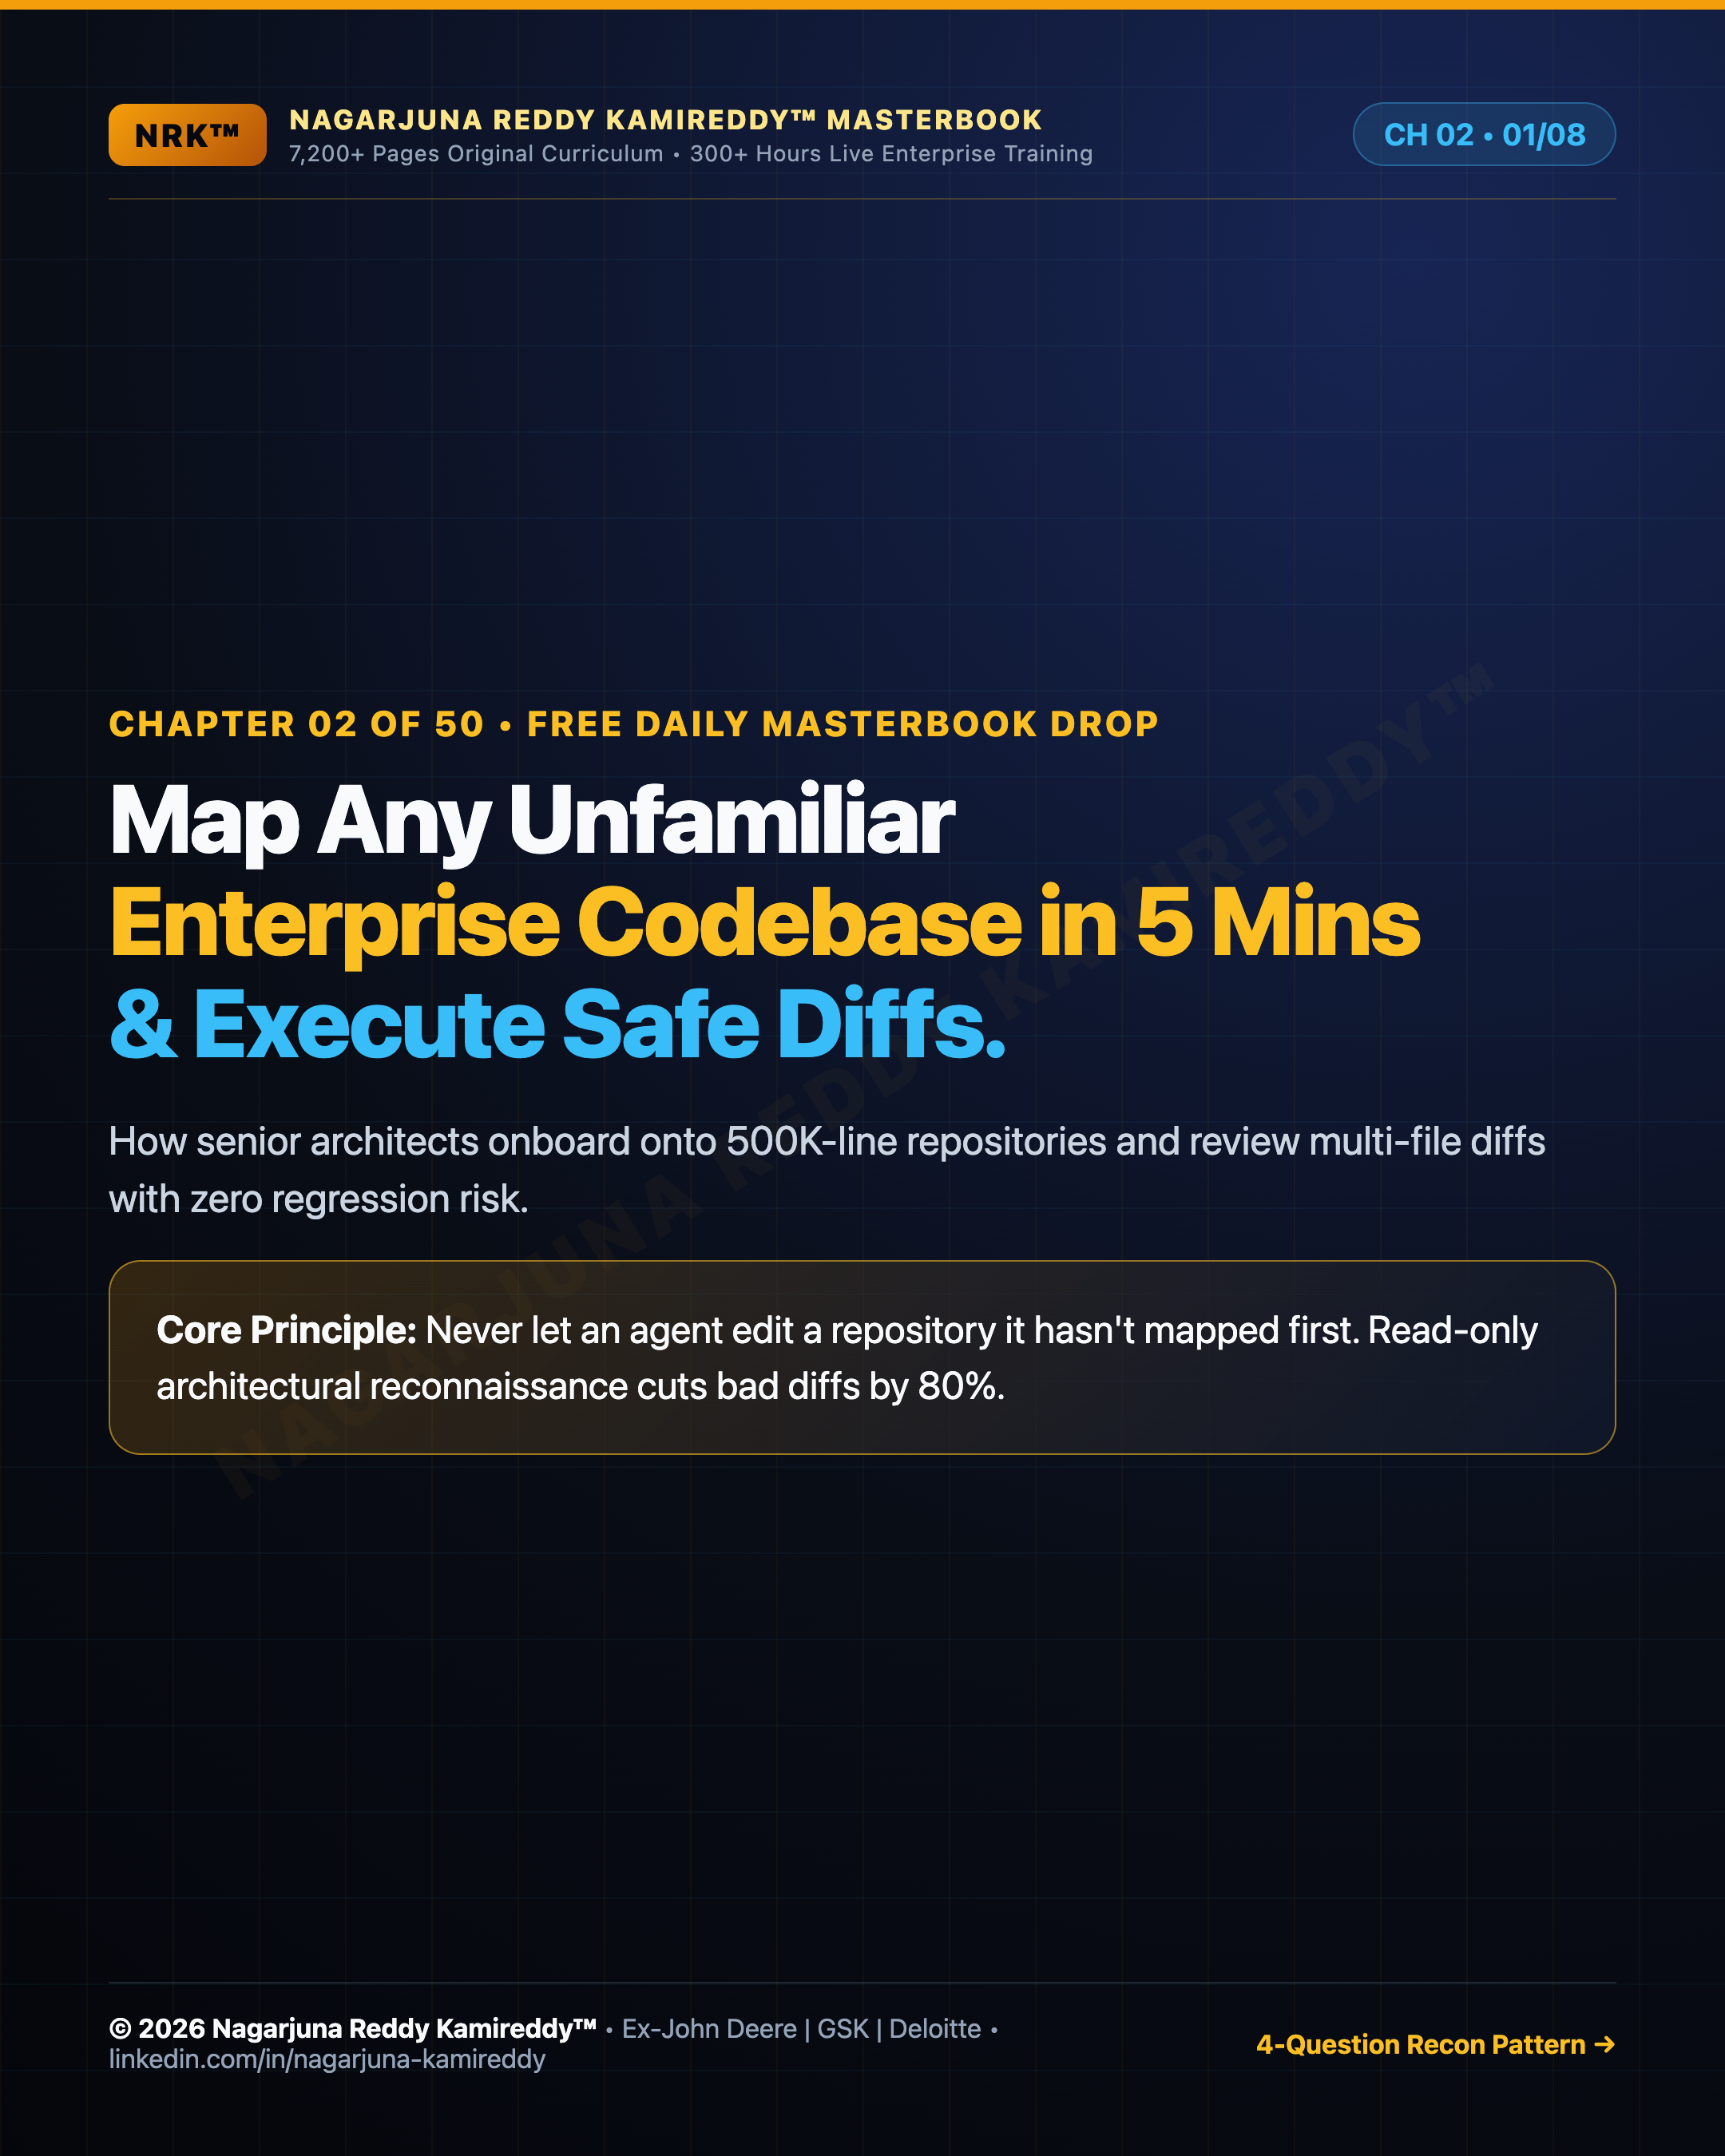 NRK™
NAGARJUNA REDDY KAMIREDDY™ MASTERBOOK
7,200+ Pages Original Curriculum • 300+ Hours Live Enterprise Training
CH 02 • 01/08
CHAPTER 02 OF 50 • FREE DAILY MASTERBOOK DROP
Map Any Unfamiliar
Enterprise Codebase in 5 Mins
& Execute Safe Diffs.
How senior architects onboard onto 500K-line repositories and review multi-file diffs
with zero regression risk.
Core Principle: Never let an agent edit a repository it hasn't mapped first. Read-only
architectural reconnaissance cuts bad diffs by 80%.
NAGARJUNA REDDY KAMIREDDY™
© 2026 Nagarjuna Reddy Kamireddy™ • Ex-John Deere | GSK | Deloitte •
linkedin.com/in/nagarjuna-kamireddy
4-Question Recon Pattern →